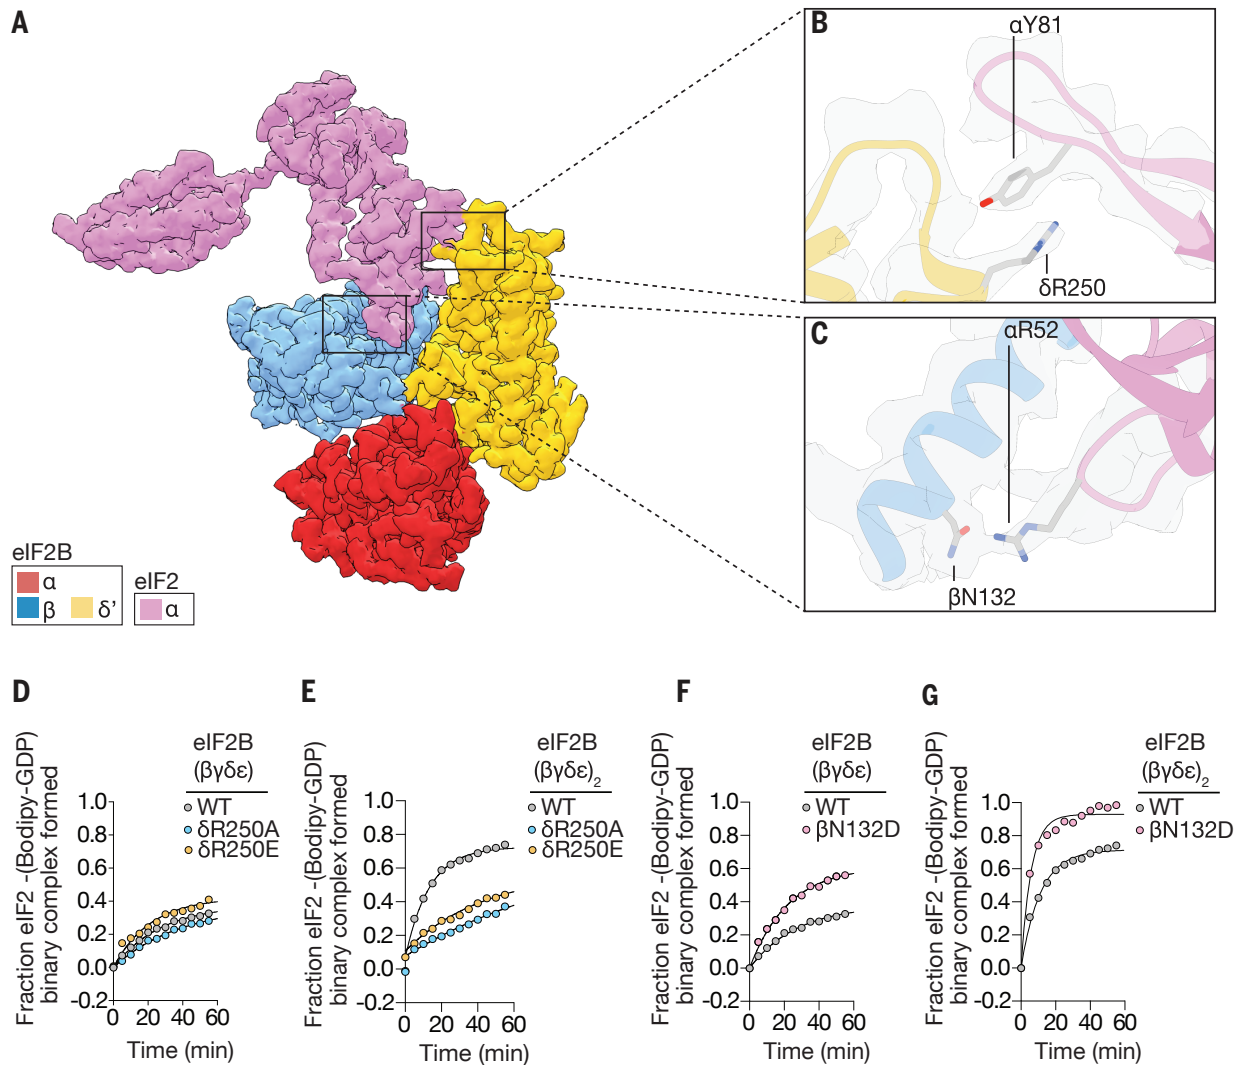 A
B
αY81
δR250
C
αR52
βN132
eIF2B
α
β δ’
eIF2
α
D
Fraction eIF2 -(Bodipy-GDP)
binary complex formed
eIF2B
(βγδε)
WT
δR250A
δR250E
1.0
0.8
0.6
0.4
0.2
0.0
-0.2
0 20 40 60
Time (min)
E
Fraction eIF2 -(Bodipy-GDP)
binary complex formed
eIF2B
(βγδε)2
WT
δR250A
δR250E
1.0
0.8
0.6
0.4
0.2
0.0
-0.2
0 20 40 60
Time (min)
F
Fraction eIF2 -(Bodipy-GDP)
binary complex formed
eIF2B
(βγδε)
WT
βN132D
1.0
0.8
0.6
0.4
0.2
0.0
-0.2
0 20 40 60
Time (min)
G
Fraction eIF2 -(Bodipy-GDP)
binary complex formed
eIF2B
(βγδε)2
WT
βN132D
1.0
0.8
0.6
0.4
0.2
0.0
-0.2
0 20 40 60
Time (min)